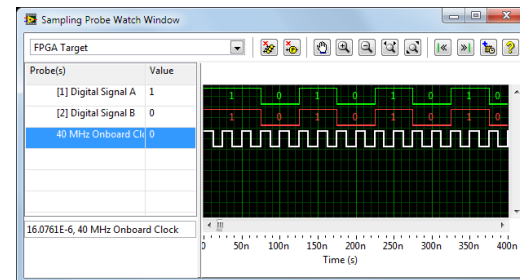 Sampling Probe Watch Window
FPGA Target
Probe(s) Value
[1] Digital Signal A 1
[2] Digital Signal B 0
40 MHz Onboard Clo 0
1 0 1 0 1 0 1 0
1 0 1 0 1 0 1 0
16.0761E-6, 40 MHz Onboard Clock
0 50n 100n 150n 200n 250n 300n 350n 400n
Time (s)